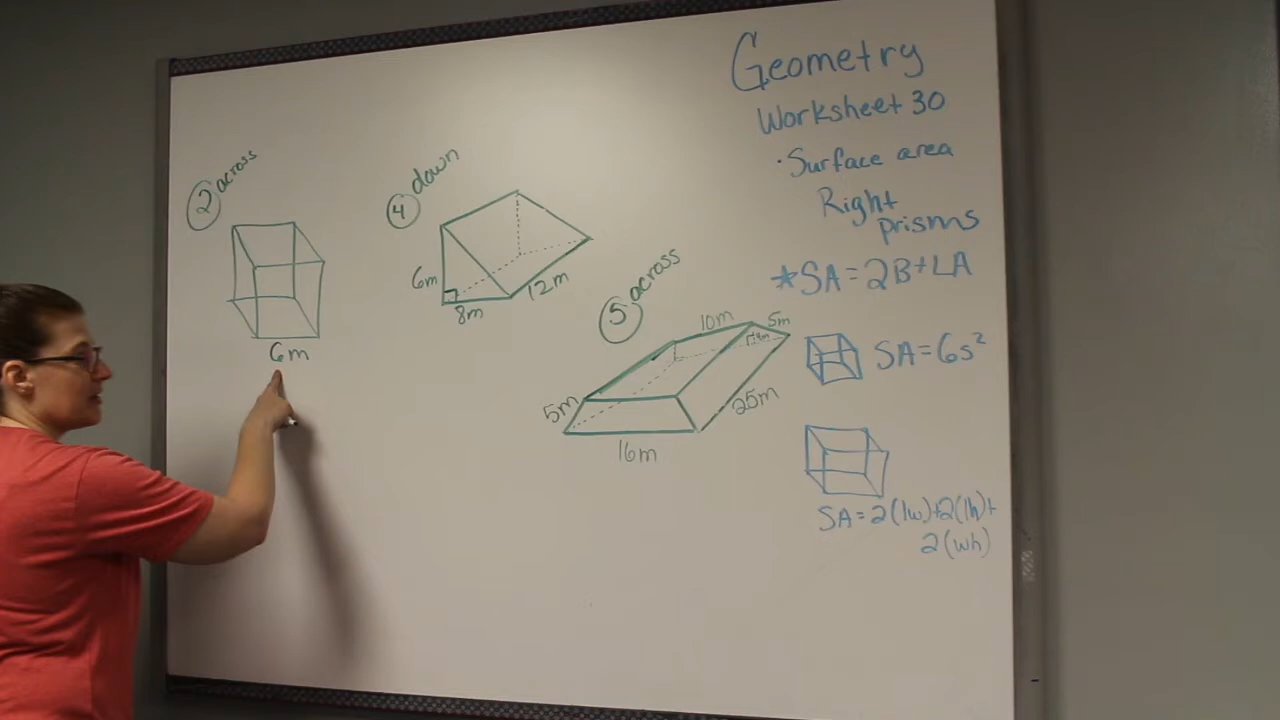 Geometry
Worksheet 30
· Surface area
Right
prisms
★SA = 2B + LA
SA = 6s²
SA = 2(lw)+2(lh)+
2(wh)
2 across
6m
4 down
6m
8m
12m
5 across
10m
5m
4m
5m
25m
16m